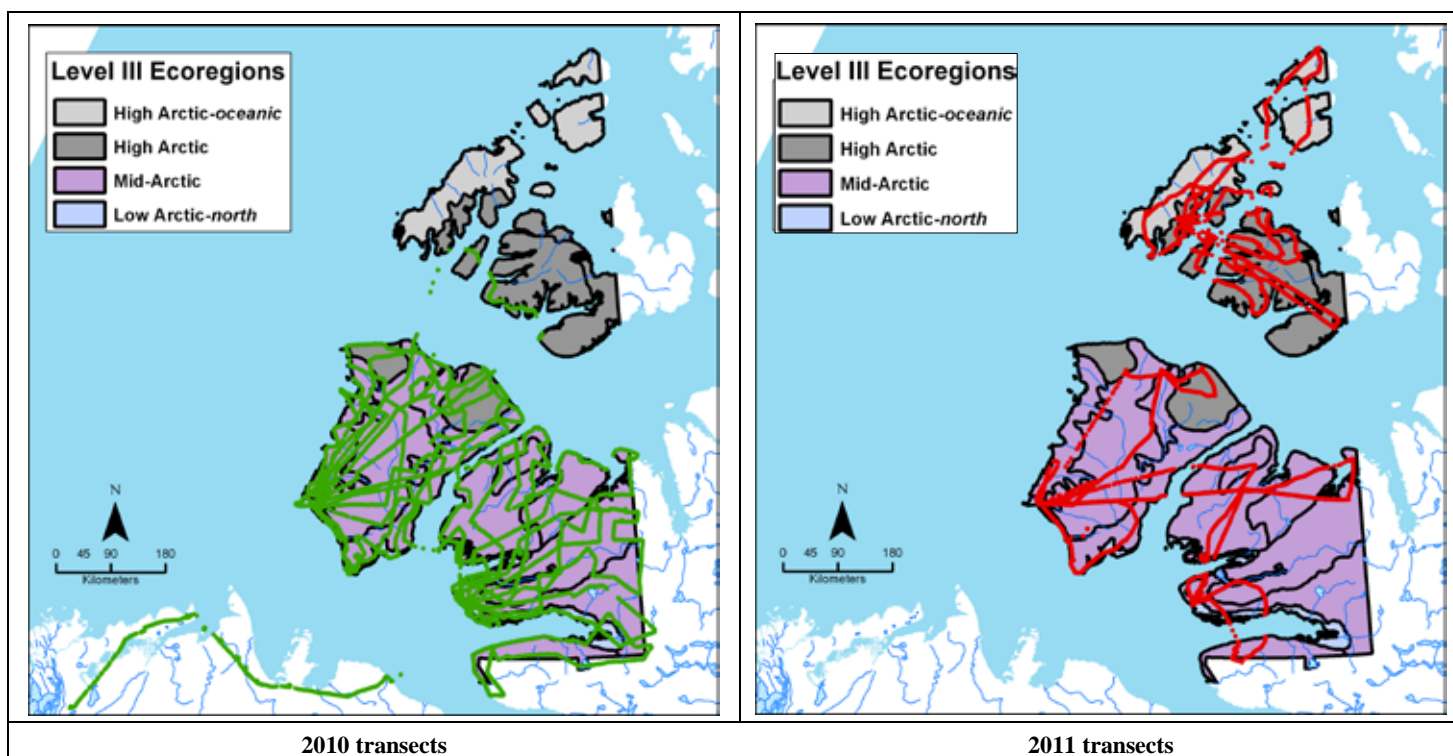 Level III Ecoregions
High Arctic-oceanic
High Arctic
Mid-Arctic
Low Arctic-north
N
0 45 90 180
Kilometers
2010 transects
Level III Ecoregions
High Arctic-oceanic
High Arctic
Mid-Arctic
Low Arctic-north
N
0 45 90 180
Kilometers
2011 transects